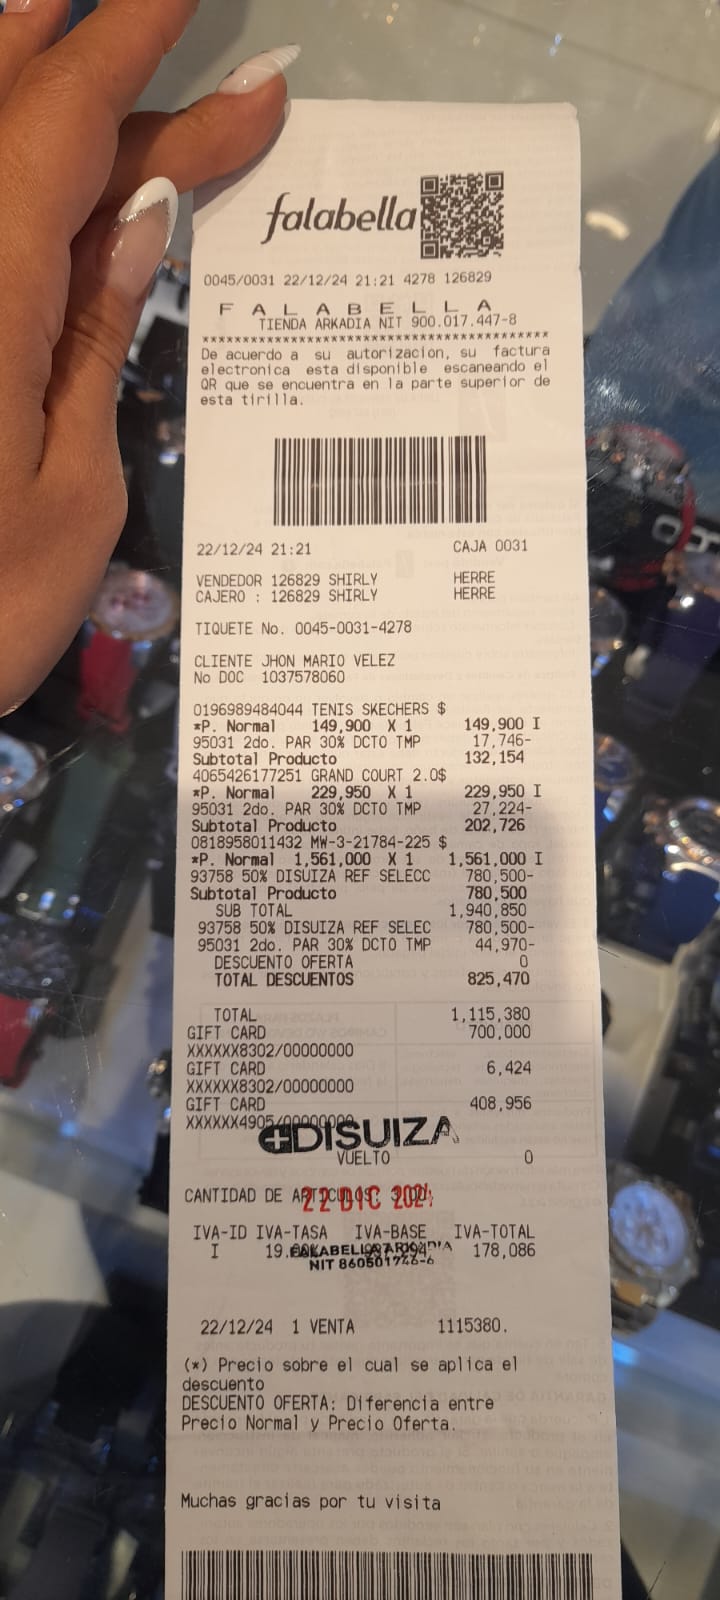 falabella
0045/0031 22/12/24 21:21 4278 126829
F A L A B E L L A
TIENDA ARKADIA NIT 900.017.447-8
************************************************
De acuerdo a su autorizacion, su factura
electronica esta disponible escaneando el
QR que se encuentra en la parte superior de
esta tirilla.
22/12/24 21:21 CAJA 0031
VENDEDOR 126829 SHIRLY HERRE
CAJERO : 126829 SHIRLY HERRE
TIQUETE No. 0045-0031-4278
CLIENTE JHON MARIO VELEZ
No DOC 1037578060
0196989484044 TENIS SKECHERS $
*P. Normal 149,900 X 1 149,900 I
95031 2do. PAR 30% DCTO TMP 17,746-
Subtotal Producto 132,154
4065426177251 GRAND COURT 2.0$
*P. Normal 229,950 X 1 229,950 I
95031 2do. PAR 30% DCTO TMP 27,224-
Subtotal Producto 202,726
0818958011432 MW-3-21784-225 $
*P. Normal 1,561,000 X 1 1,561,000 I
93758 50% DISUIZA REF SELECC 780,500-
Subtotal Producto 780,500
SUB TOTAL 1,940,850
93758 50% DISUIZA REF SELEC 780,500-
95031 2do. PAR 30% DCTO TMP 44,970-
DESCUENTO OFERTA 0
TOTAL DESCUENTOS 825,470
TOTAL 1,115,380
GIFT CARD 700,000
XXXXXX8302/00000000
GIFT CARD 6,424
XXXXXX8302/00000000
GIFT CARD 408,956
XXXXXX4905/00000000
DISUIZA
VUELTO 0
CANTIDAD DE ARTICULOS:
22 DIC 2024
IVA-ID IVA-TASA IVA-BASE IVA-TOTAL
I 178,086
FALABELLA ARKADIA
NIT 860501746-6
22/12/24 1 VENTA 1115380.
(*) Precio sobre el cual se aplica el
descuento
DESCUENTO OFERTA: Diferencia entre
Precio Normal y Precio Oferta.
Muchas gracias por tu visita